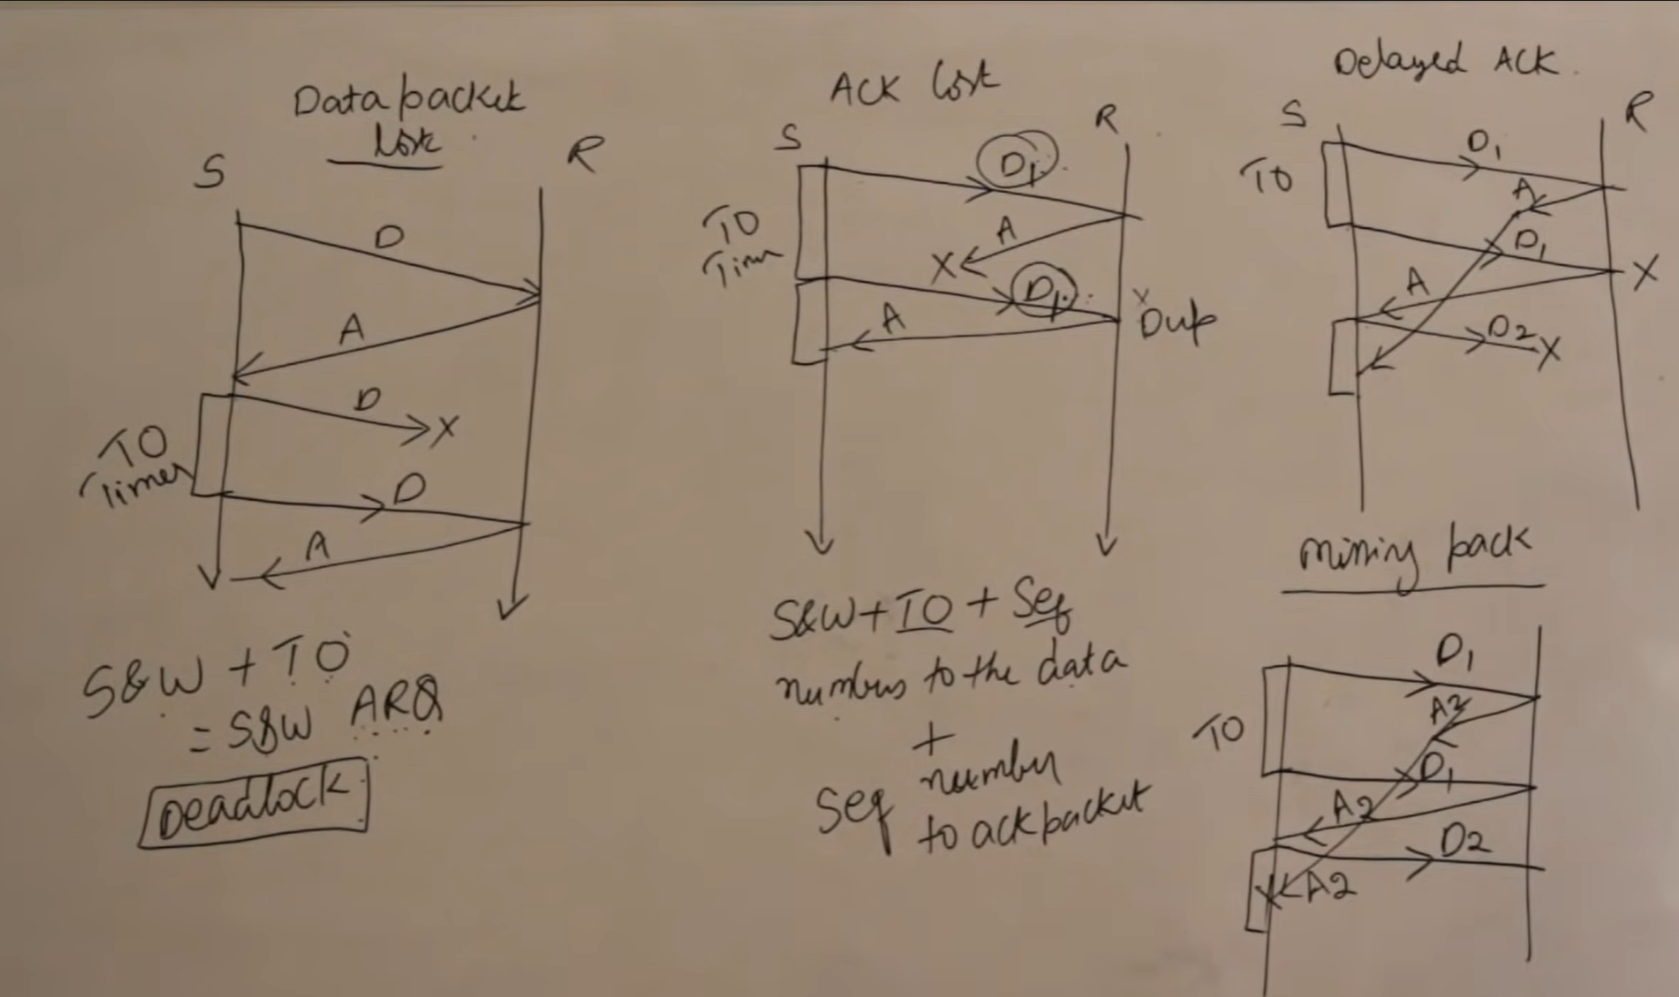 Data packet
lost
S
R
D
A
D
X
TO
Timer
D
A
S&W + TO
= S&W ARQ
Deadlock
ACK lost
S
R
D1
TO
Timer
A
X
D1
A
Dup
S&W + TO + Seq
numbers to the data
+
Seq number
to ack packet
Delayed ACK
S
R
TO
D1
A
D1
X
A
D2
X
missing pack
D1
A2
TO
D1
A2
D2
A2